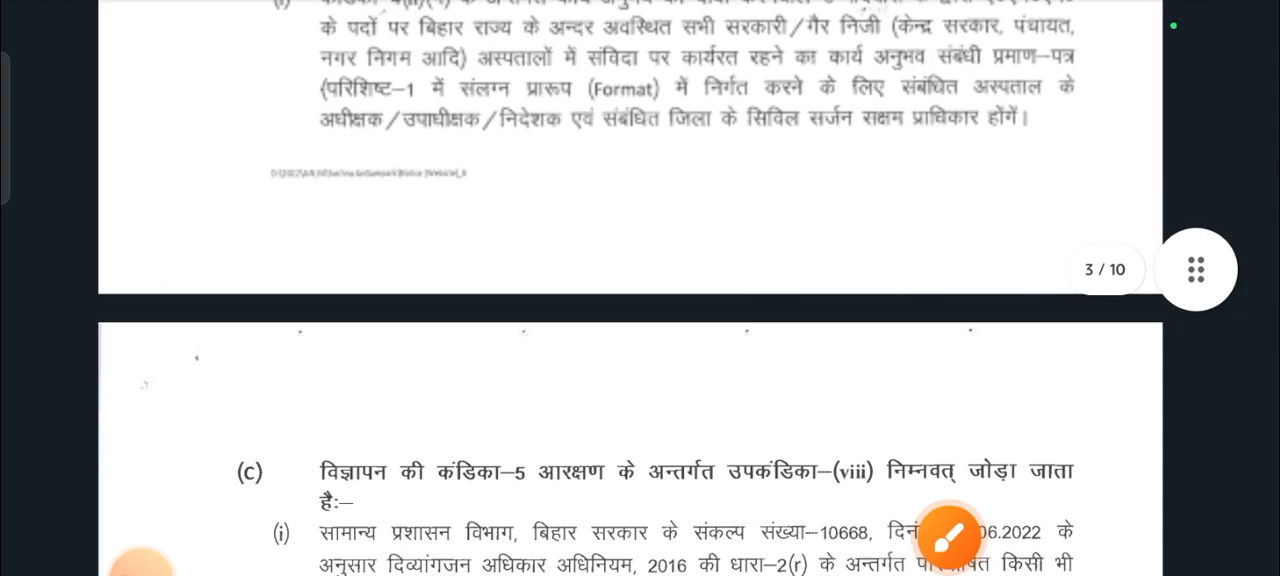 (i)
के पदों पर बिहार राज्य के अन्दर अवस्थित सभी सरकारी/गैर निजी (केन्द्र सरकार, पंचायत,
नगर निगम आदि) अस्पतालों में संविदा पर कार्यरत रहने का कार्य अनुभव संबंधी प्रमाण–पत्र
(परिशिष्ट–1 में संलग्न प्रारूप (Format) में निर्गत करने के लिए संबंधित अस्पताल के
अधीक्षक/उपाधीक्षक/निदेशक एवं संबंधित जिला के सिविल सर्जन सक्षम प्राधिकार होंगें।
3 / 10
(c) विज्ञापन की कंडिका–5 आरक्षण के अन्तर्गत उपकंडिका–(viii) निम्नवत् जोड़ा जाता
है:–
(i) सामान्य प्रशासन विभाग, बिहार सरकार के संकल्प संख्या–10668, 06.2022 के
अनुसार दिव्यांगजन अधिकार अधिनियम, 2016 की धारा–2(r) के अन्तर्गत किसी भी